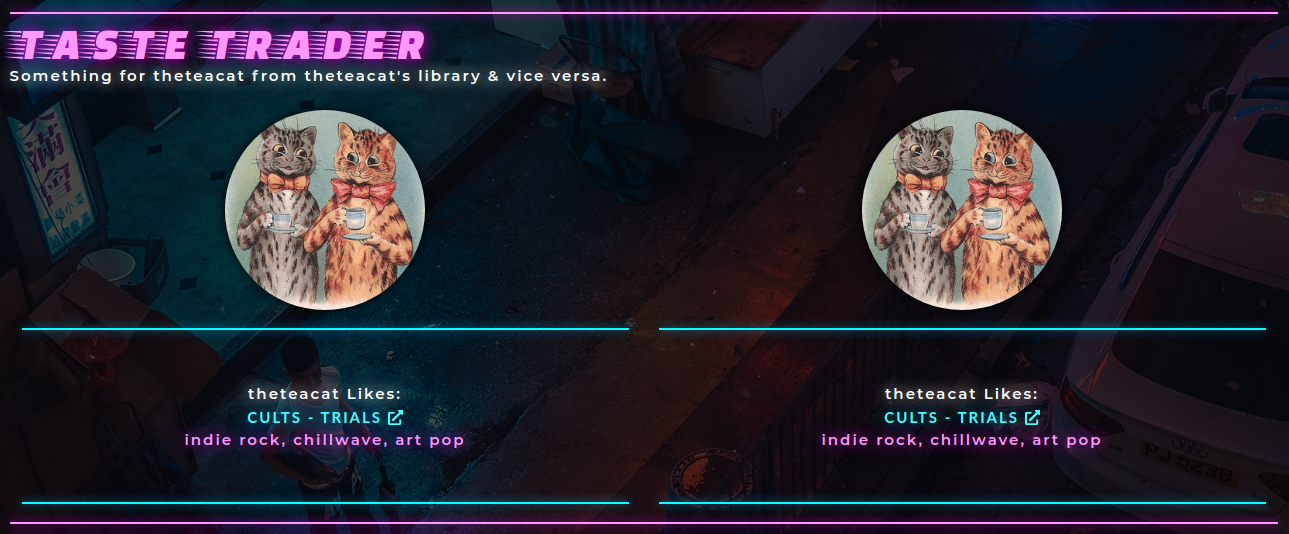 TASTE TRADER
Something for theteacat from theteacat's library & vice versa.
theteacat Likes:
CULTS - TRIALS
indie rock, chillwave, art pop
theteacat Likes:
CULTS - TRIALS
indie rock, chillwave, art pop